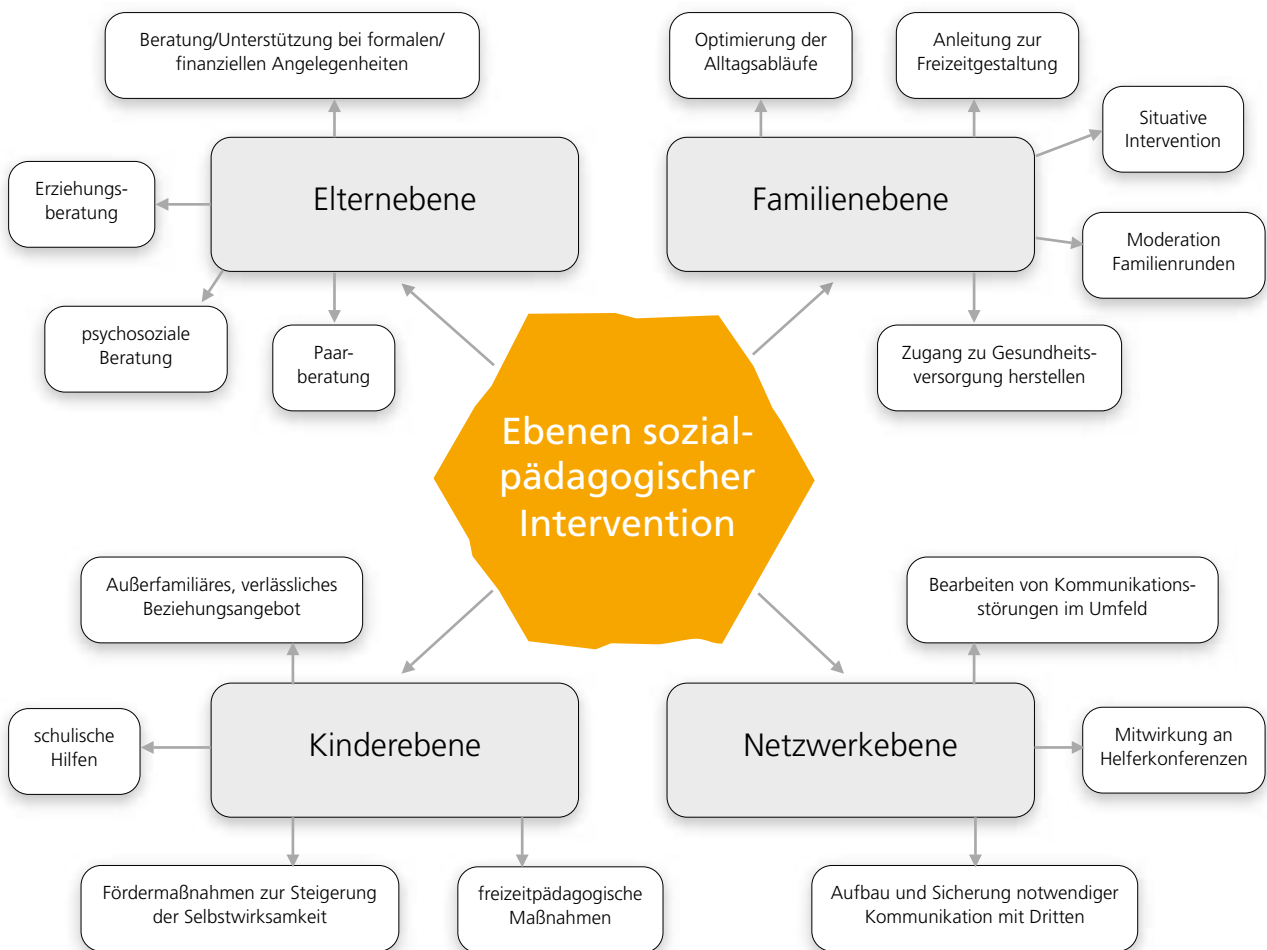 Beratung/Unterstützung bei formalen/
finanziellen Angelegenheiten
Optimierung der
Alltagsabläufe
Anleitung zur
Freizeitgestaltung
Situative
Intervention
Erziehungs-
beratung
Elternebene
Familienebene
Moderation
Familienrunden
psychosoziale
Beratung
Paar-
beratung
Zugang zu Gesundheits-
versorgung herstellen
Ebenen sozial-
pädagogischer
Intervention
Außerfamiliäres, verlässliches
Beziehungsangebot
Bearbeiten von Kommunikations-
störungen im Umfeld
schulische
Hilfen
Kinderebene
Netzwerkebene
Mitwirkung an
Helferkonferenzen
Fördermaßnahmen zur Steigerung
der Selbstwirksamkeit
freizeitpädagogische
Maßnahmen
Aufbau und Sicherung notwendiger
Kommunikation mit Dritten